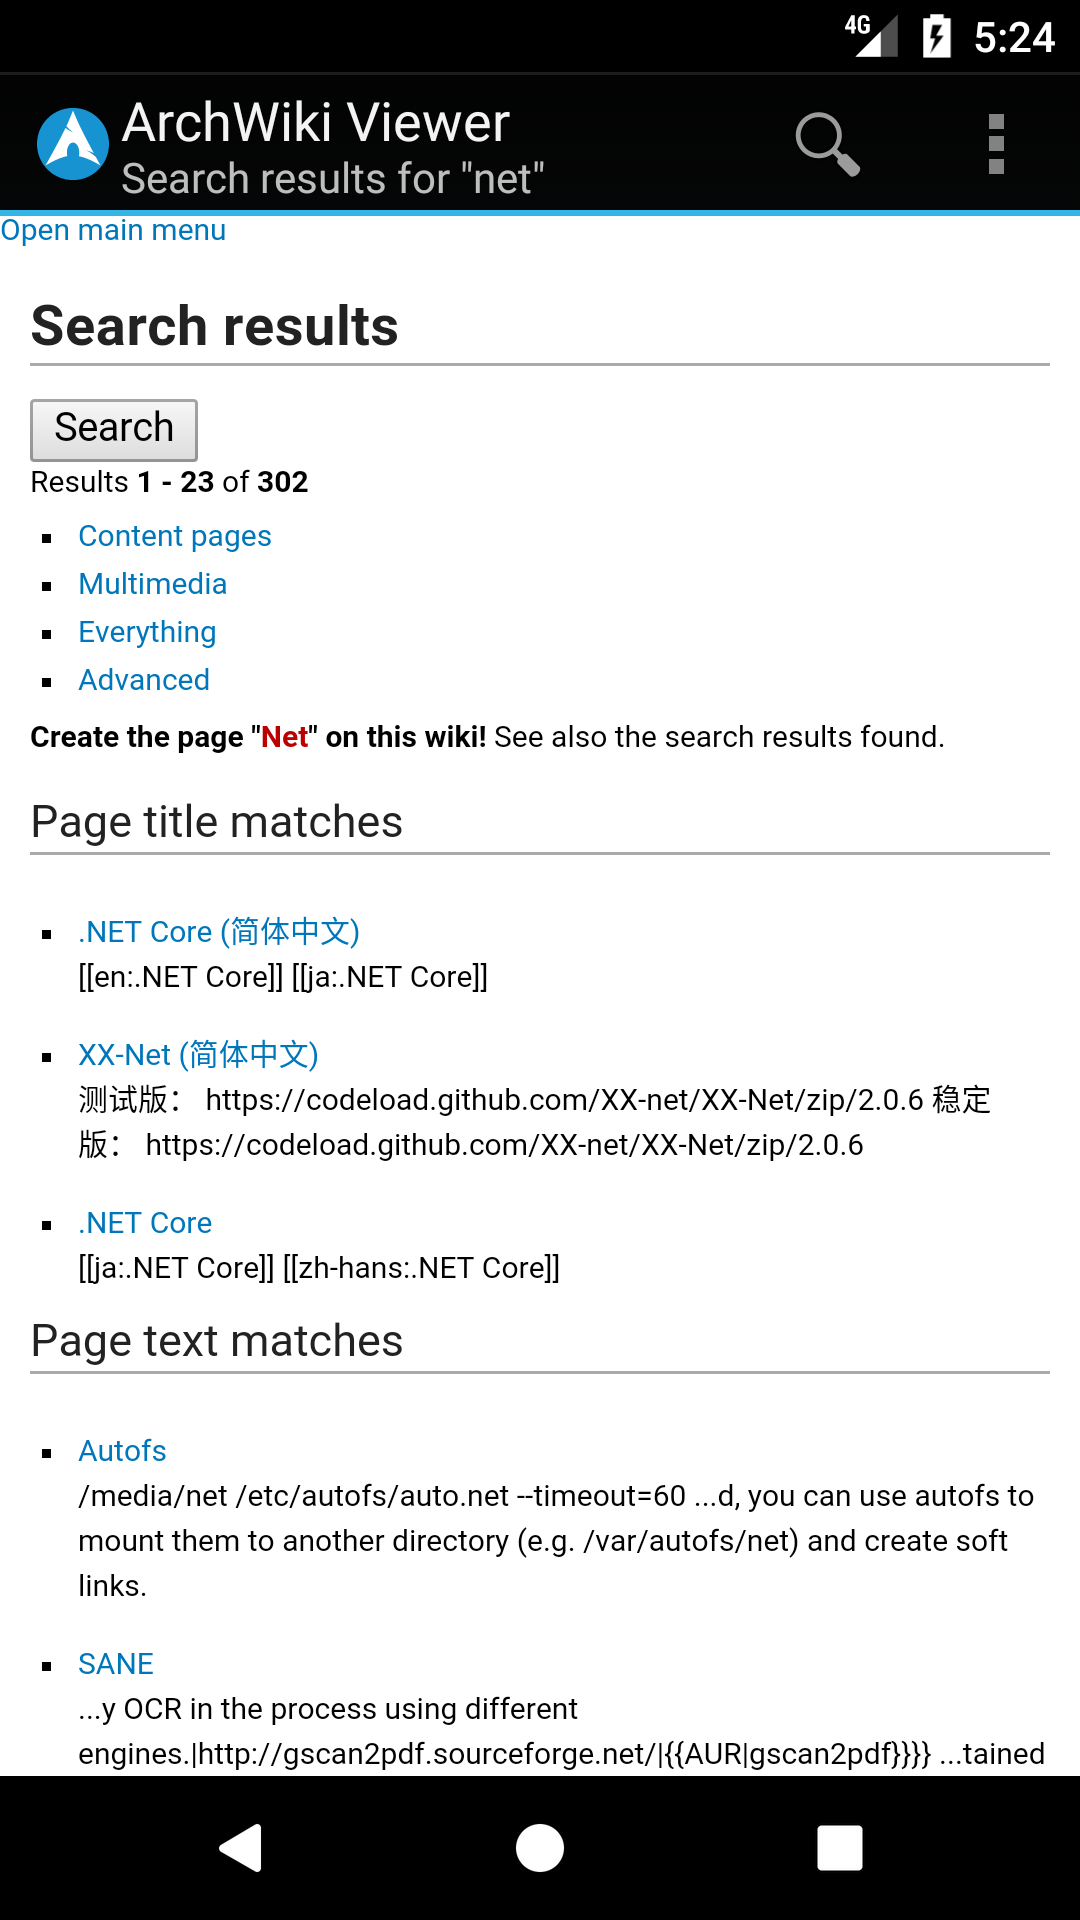 4G 5:24
ArchWiki Viewer
Search results for "net"
Open main menu
Search results
Search
Results 1 - 23 of 302
Content pages
Multimedia
Everything
Advanced
Create the page "Net" on this wiki! See also the search results found.
Page title matches
.NET Core (简体中文)
[[en:.NET Core]] [[ja:.NET Core]]
XX-Net (简体中文)
测试版： https://codeload.github.com/XX-net/XX-Net/zip/2.0.6 稳定
版： https://codeload.github.com/XX-net/XX-Net/zip/2.0.6
.NET Core
[[ja:.NET Core]] [[zh-hans:.NET Core]]
Page text matches
Autofs
/media/net /etc/autofs/auto.net --timeout=60 ...d, you can use autofs to
mount them to another directory (e.g. /var/autofs/net) and create soft
links.
SANE
...y OCR in the process using different
engines.|http://gscan2pdf.sourceforge.net/|{{AUR|gscan2pdf}}}} ...tained